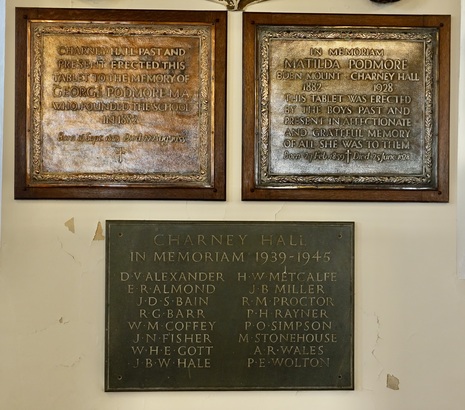 CHARNEY HALL PAST AND
PRESENT ERECTED THIS
TABLET TO THE MEMORY OF
GEORGE PODMORE M.A.
WHO FOUNDED THE SCHOOL
IN MEMORIAM
MATILDA PODMORE
EDEN MOUNT CHARNEY HALL
1882 1928
THIS TABLET WAS ERECTED
BY THE BOYS PAST AND
PRESENT IN AFFECTIONATE
AND GRATEFUL MEMORY
OF ALL SHE WAS TO THEM
CHARNEY HALL
IN MEMORIAM 1939-1945
D·V·ALEXANDER
E·R·ALMOND
J·D·S·BAIN
R·G·BARR
W·M·COFFEY
J·N·FISHER
W·H·E·GOTT
J·B·W·HALE
H·W·METCALFE
J·B·MILLER
R·M·PROCTOR
P·H·RAYNER
P·O·SIMPSON
M·STONEHOUSE
A·R·WALES
P·E·WOLTON